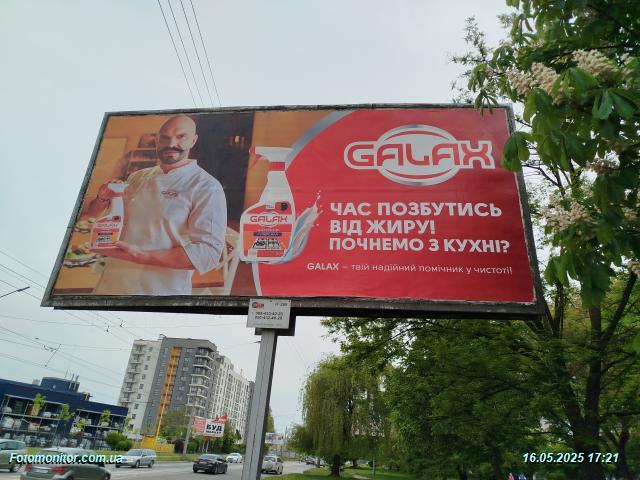 GALAX
ЧАС ПОЗБУТИСЬ
ВІД ЖИРУ!
ПОЧНЕМО З КУХНІ?
GALAX – твій надійний помічник у чистоті!
GALAX
GALAX
БУД
Fotomonitor.com.ua
16.05.2025 17:21